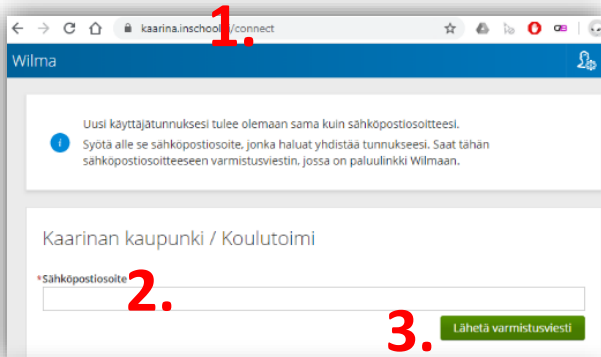 kaarina.inschool /connect
1.
Wilma
Uusi käyttäjätunnuksesi tulee olemaan sama kuin sähköpostiosoitteesi.
Syötä alle se sähköpostiosoite, jonka haluat yhdistää tunnukseesi. Saat tähän
sähköpostiosoitteeseen varmistusviestin, jossa on paluulinkki Wilmaan.
Kaarinan kaupunki / Koulutoimi
*Sähköpostiosoite
2.
3.
Lähetä varmistusviesti